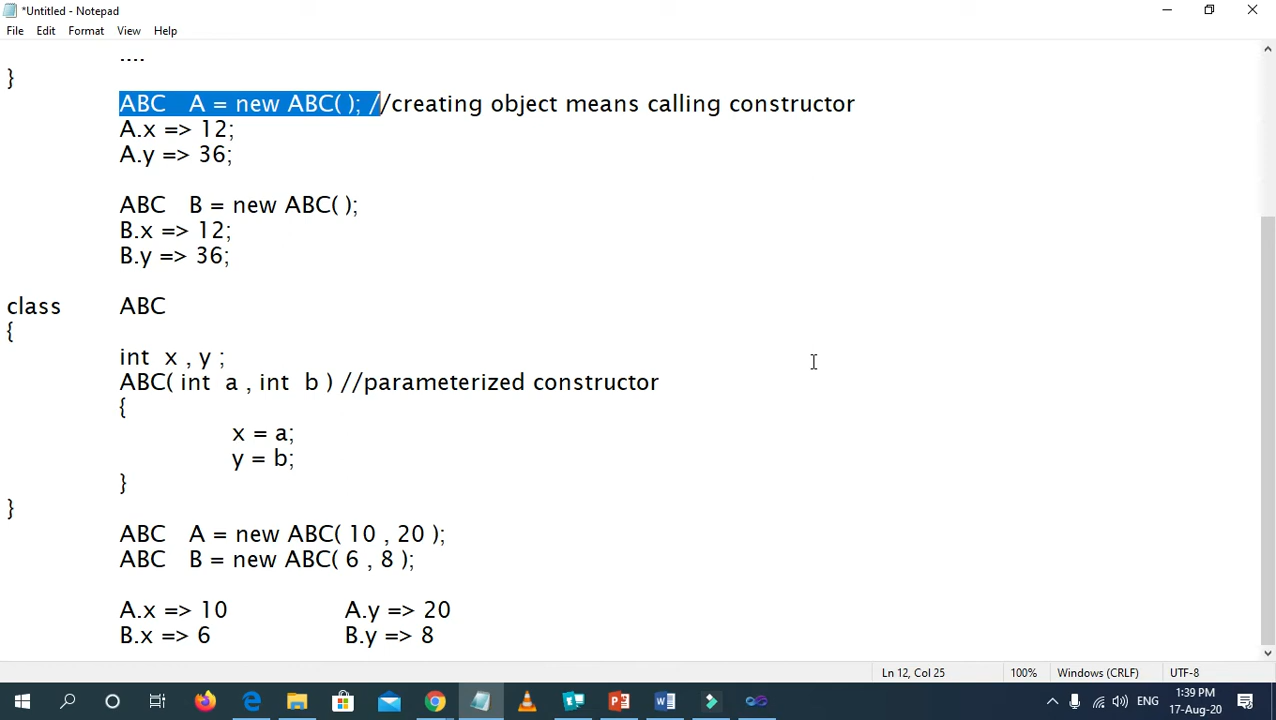 *Untitled - Notepad
File Edit Format View Help
....
}
ABC A = new ABC( ); //creating object means calling constructor
A.x => 12;
A.y => 36;
ABC B = new ABC( );
B.x => 12;
B.y => 36;
class ABC
{
int x , y ;
ABC( int a , int b ) //parameterized constructor
{
x = a;
y = b;
}
}
ABC A = new ABC( 10 , 20 );
ABC B = new ABC( 6 , 8 );
A.x => 10 A.y => 20
B.x => 6 B.y => 8
Ln 12, Col 25 100% Windows (CRLF) UTF-8
ENG 1:39 PM
17-Aug-20